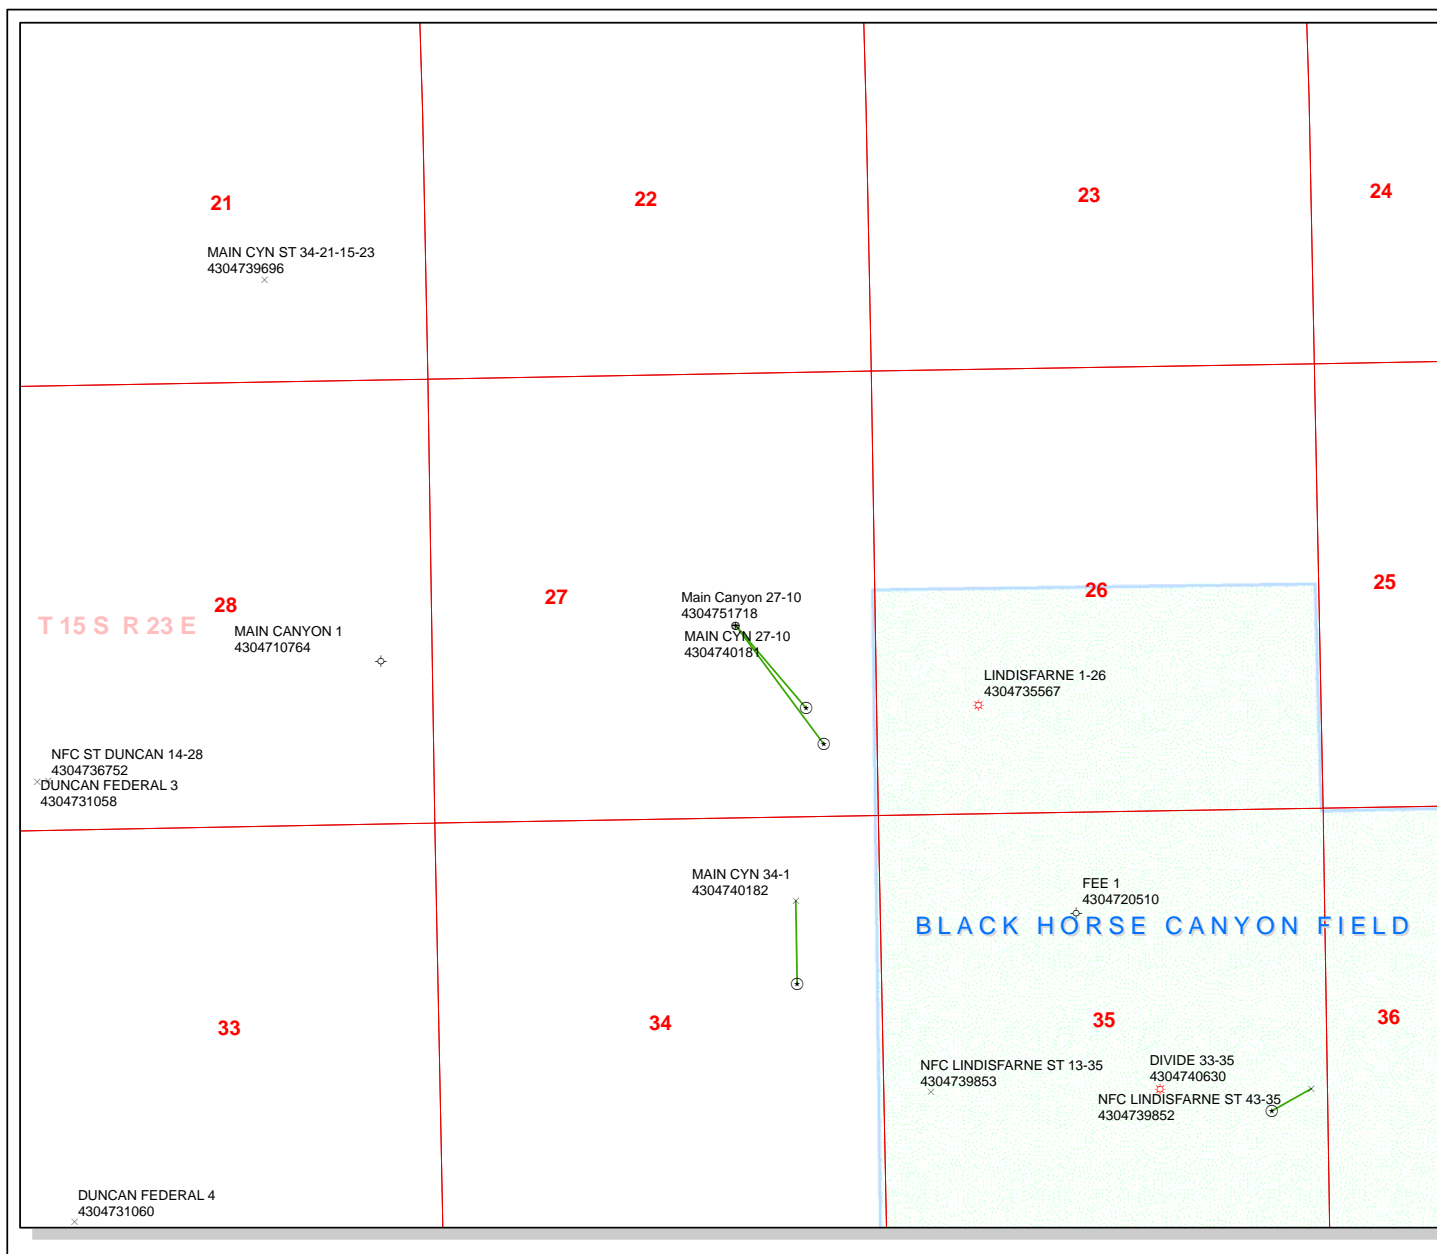 21
22
23
24
MAIN CYN ST 34-21-15-23
4304739696
28
27
26
25
T 15 S R 23 E
MAIN CANYON 1
4304710764
Main Canyon 27-10
4304751718
MAIN CYN 27-10
4304740181
LINDISFARNE 1-26
4304735567
NFC ST DUNCAN 14-28
4304736752
DUNCAN FEDERAL 3
4304731058
MAIN CYN 34-1
4304740182
FEE 1
4304720510
BLACK HORSE CANYON FIELD
33
34
35
36
NFC LINDISFARNE ST 13-35
4304739853
DIVIDE 33-35
4304740630
NFC LINDISFARNE ST 43-35
4304739852
DUNCAN FEDERAL 4
4304731060